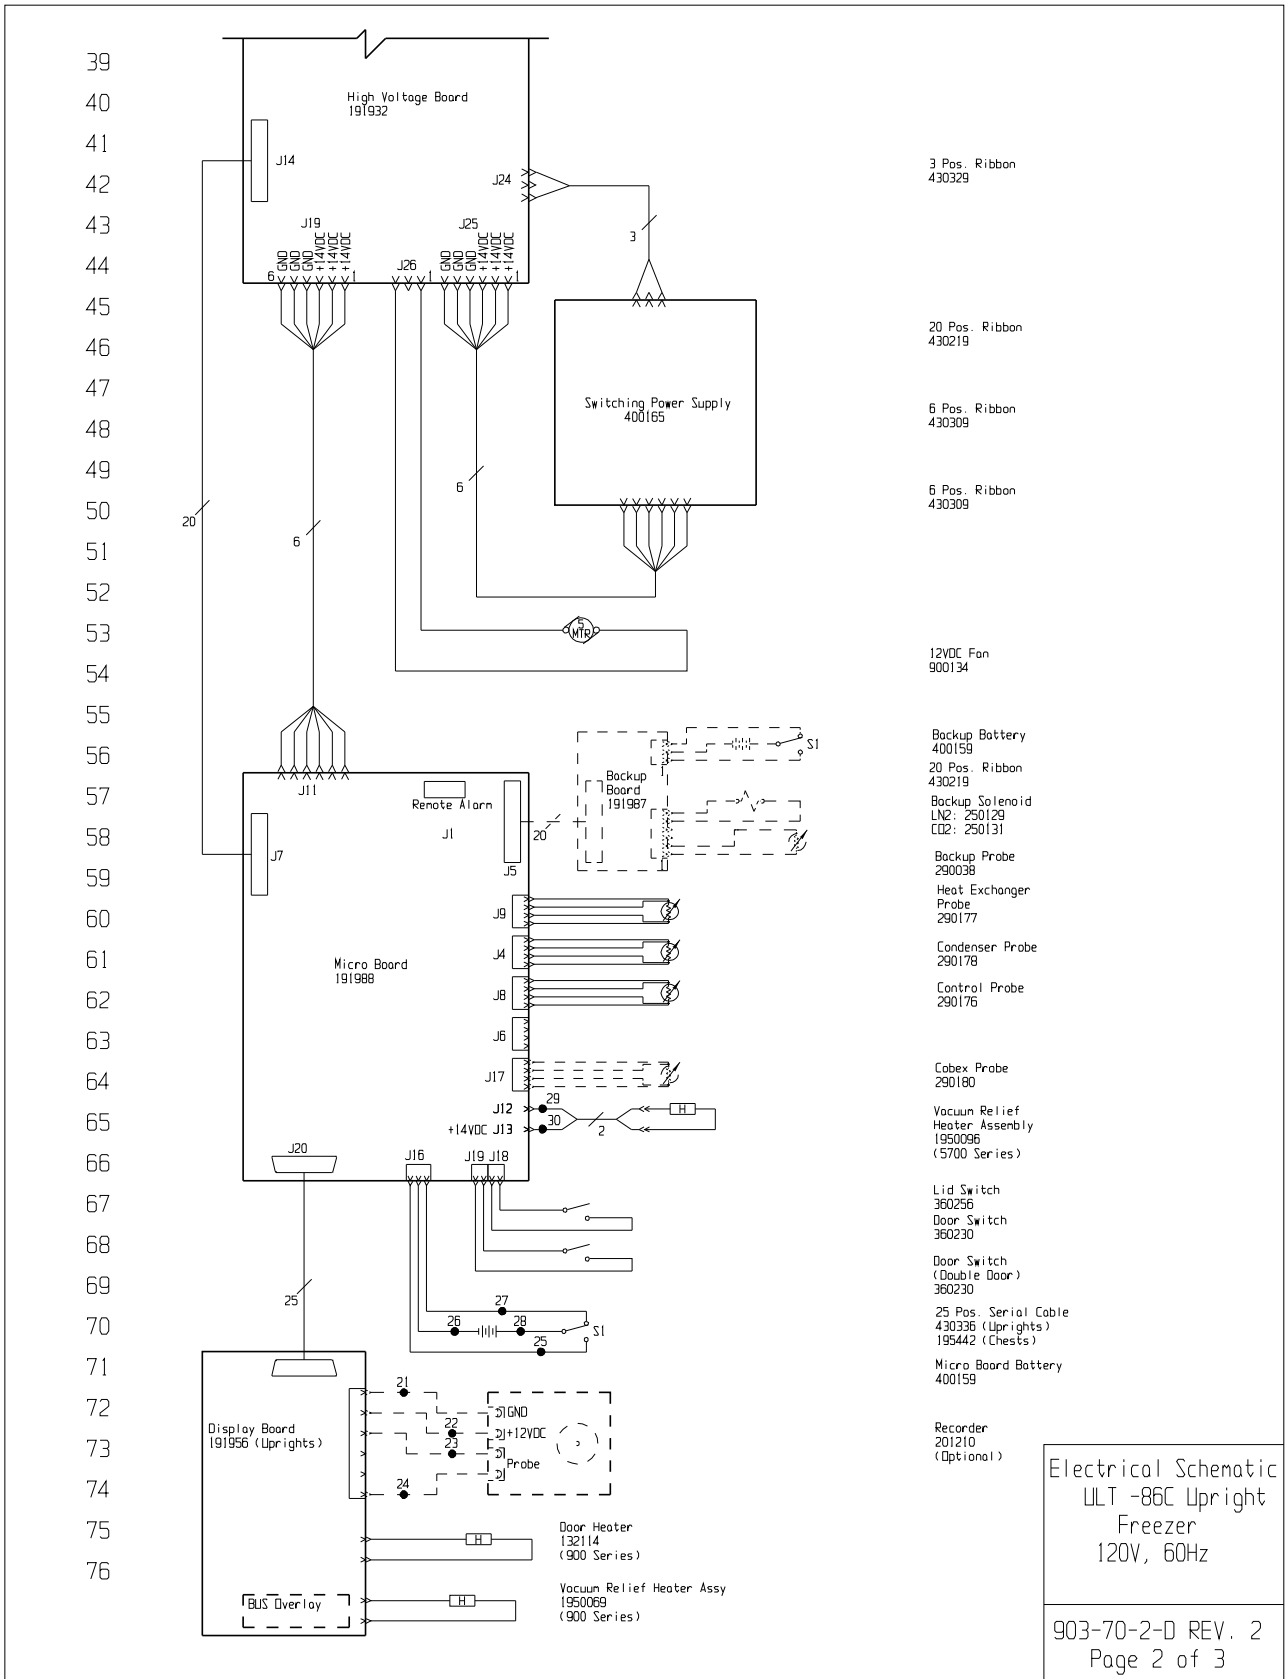 39
40
41
42
43
44
45
46
47
48
49
50
51
52
53
54
55
56
57
58
59
60
61
62
63
64
65
66
67
68
69
70
71
72
73
74
75
76
High Voltage Board
191932
J14
J24
J19
J25
J26
GND
GND
GND
+14VDC
+14VDC
+14VDC
GND
GND
GND
+14VDC
+14VDC
+14VDC
6
1
1
1
3
Switching Power Supply
400165
20
6
6
5
MTR
J11
Remote Alarm
J1
J7
J5
20
Backup
Board
191987
1
1
S1
J9
J4
Micro Board
191988
J8
J6
J17
J12
29
+14VDC J13
30
2
H
J20
J16
J19
J18
25
27
26
28
25
S1
Display Board
191956 (Uprights)
21
22
23
24
GND
+12VDC
Probe
H
Door Heater
132114
(900 Series)
BUS Overlay
H
Vacuum Relief Heater Assy
1950069
(900 Series)
3 Pos. Ribbon
430329
20 Pos. Ribbon
430219
6 Pos. Ribbon
430309
6 Pos. Ribbon
430309
12VDC Fan
900134
Backup Battery
400159
20 Pos. Ribbon
430219
Backup Solenoid
LN2: 250129
CO2: 250131
Backup Probe
290038
Heat Exchanger
Probe
290177
Condenser Probe
290178
Control Probe
290176
Cobex Probe
290180
Vacuum Relief
Heater Assembly
1950096
(5700 Series)
Lid Switch
360256
Door Switch
360230
Door Switch
(Double Door)
360230
25 Pos. Serial Cable
430336 (Uprights)
195442 (Chests)
Micro Board Battery
400159
Recorder
201210
(Optional)
Electrical Schematic
ULT -86C Upright
Freezer
120V, 60Hz
903-70-2-D REV. 2
Page 2 of 3